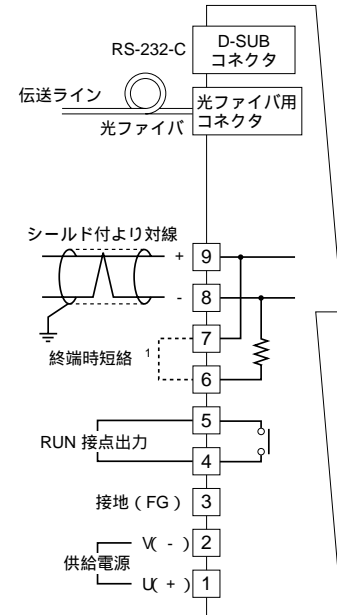 RS-232-C
D-SUB
コネクタ
伝送ライン
光ファイバ
光ファイバ用
コネクタ
シールド付より対線
+ 9
- 8
7
終端時短絡 1
6
5
RUN 接点出力
4
接地（FG） 3
V( - ) 2
供給電源
U( + ) 1